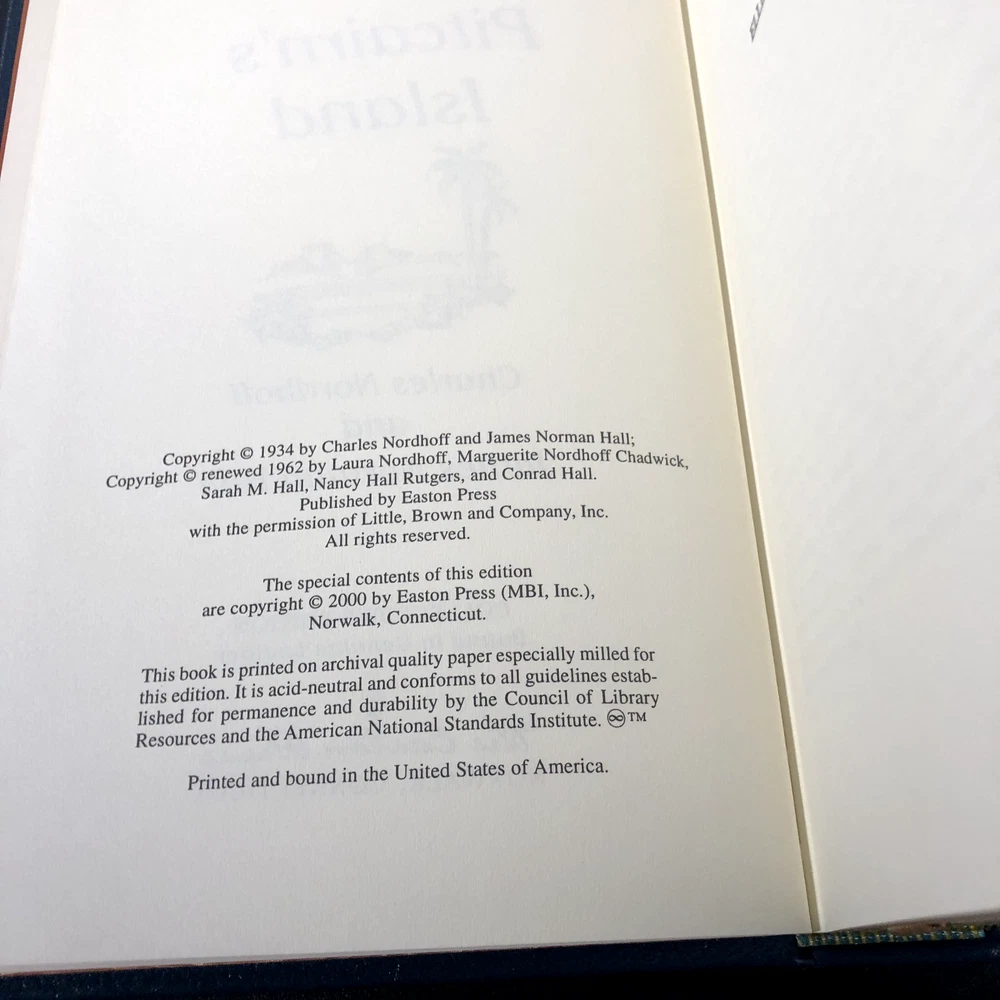 Pitcairn's
Island
Charles Nordhoff
and
Copyright © 1934 by Charles Nordhoff and James Norman Hall;
Copyright © renewed 1962 by Laura Nordhoff, Marguerite Nordhoff Chadwick,
Sarah M. Hall, Nancy Hall Rutgers, and Conrad Hall.
Published by Easton Press
with the permission of Little, Brown and Company, Inc.
All rights reserved.
The special contents of this edition
are copyright © 2000 by Easton Press (MBI, Inc.),
Norwalk, Connecticut.
This book is printed on archival quality paper especially milled for
this edition. It is acid-neutral and conforms to all guidelines estab-
lished for permanence and durability by the Council of Library
Resources and the American National Standards Institute. ♾™
Printed and bound in the United States of America.